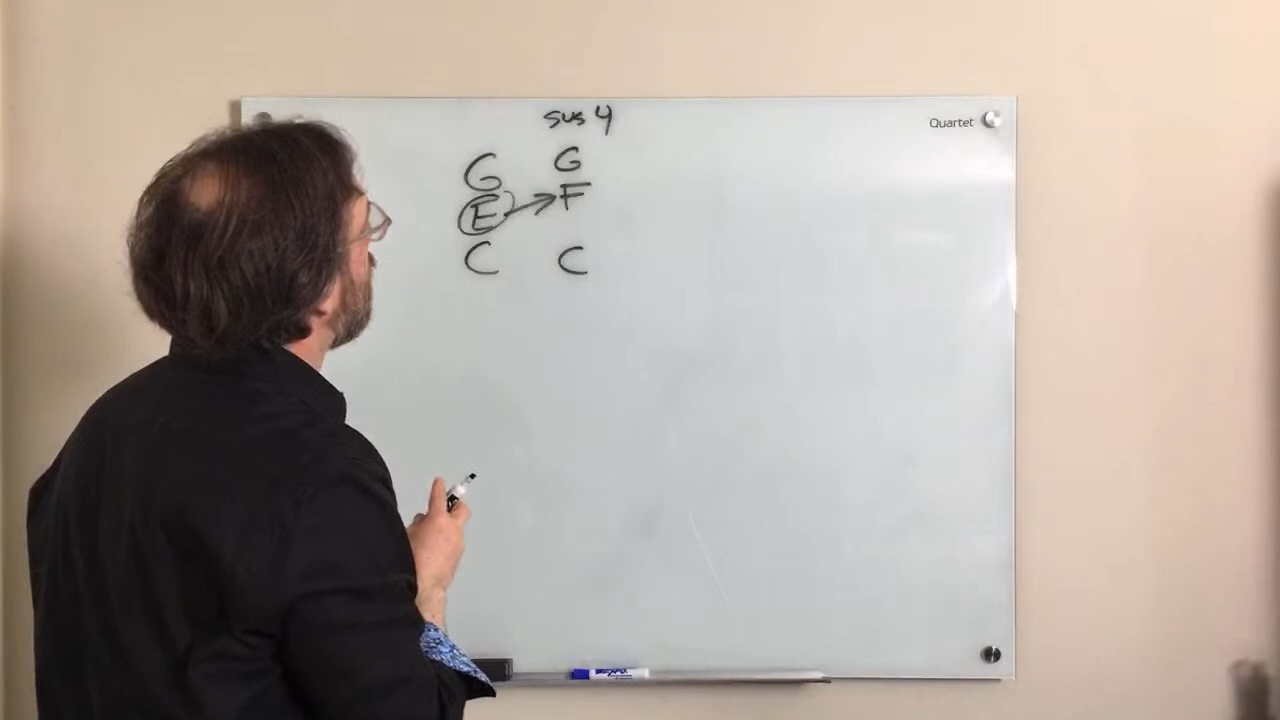 sus 4
Quartet
G G
E → F
C C
EXPO